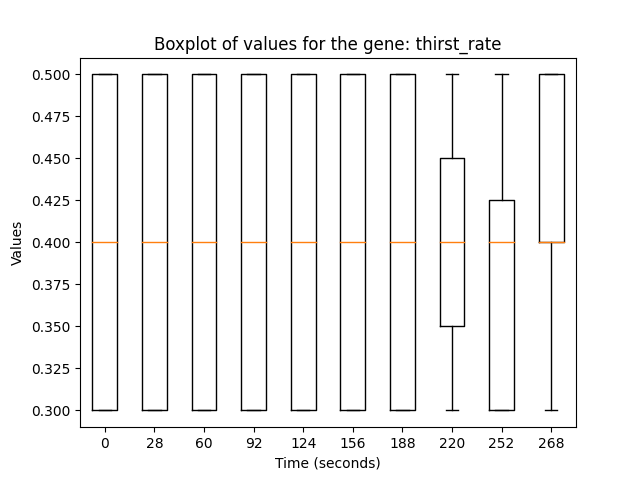 Boxplot of values for the gene: thirst_rate
0.500
0.475
0.450
0.425
0.400
0.375
0.350
0.325
0.300
Values
0 28 60 92 124 156 188 220 252 268
Time (seconds)